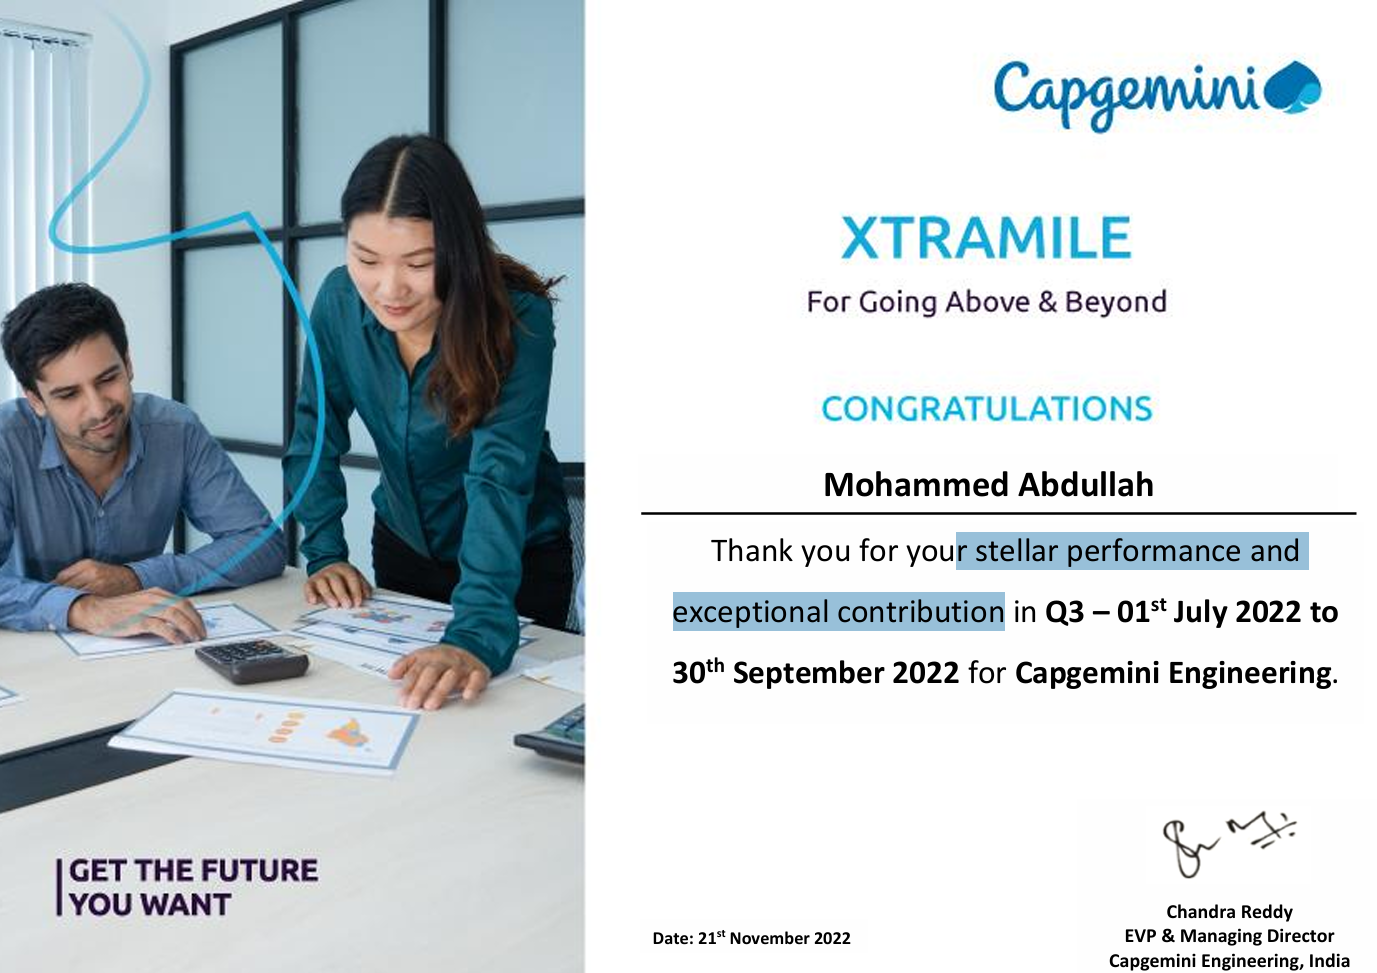 Capgemini
XTRAMILE
For Going Above & Beyond
CONGRATULATIONS
Mohammed Abdullah
Thank you for your stellar performance and
exceptional contribution in Q3 – 01st July 2022 to
30th September 2022 for Capgemini Engineering.
GET THE FUTURE
YOU WANT
Date: 21st November 2022
Chandra Reddy
EVP & Managing Director
Capgemini Engineering, India